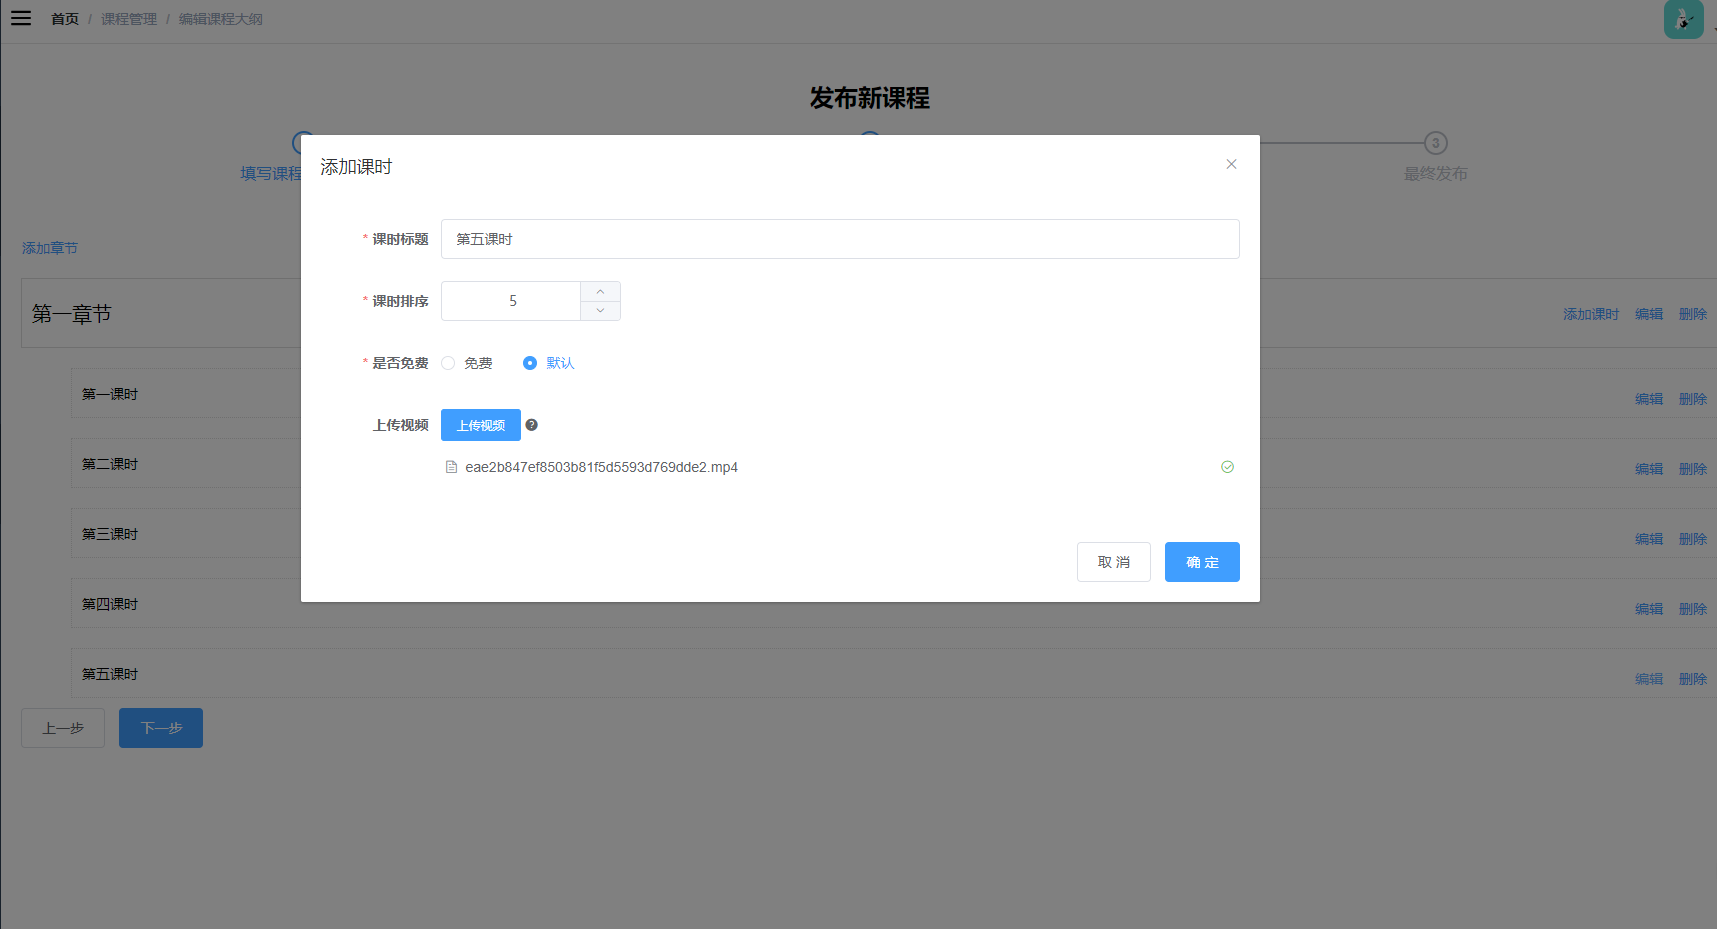 首页 / 课程管理 / 编辑课程大纲
发布新课程
填写课程
3
最终发布
添加课时
* 课时标题 第五课时
* 课时排序 5
* 是否免费 免费 默认
上传视频 上传视频 ?
eae2b847ef8503b81f5d5593d769dde2.mp4
取 消 确 定
添加章节
第一章节 添加课时 编辑 删除
第一课时 编辑 删除
第二课时 编辑 删除
第三课时 编辑 删除
第四课时 编辑 删除
第五课时 编辑 删除
上一步 下一步